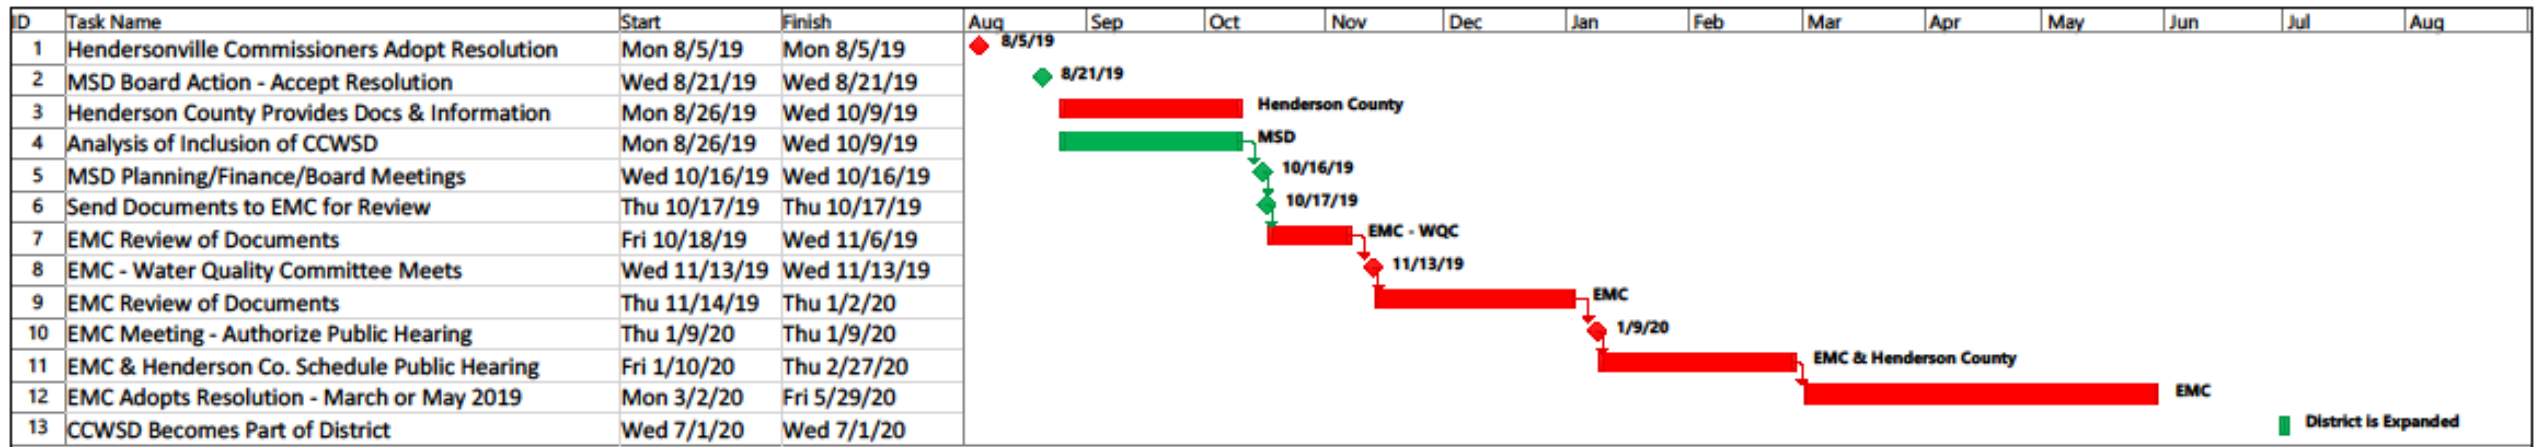 ID Task Name Start Finish Aug Sep Oct Nov Dec Jan Feb Mar Apr May Jun Jul Aug
1 Hendersonville Commissioners Adopt Resolution Mon 8/5/19 Mon 8/5/19 8/5/19
2 MSD Board Action - Accept Resolution Wed 8/21/19 Wed 8/21/19 8/21/19
3 Henderson County Provides Docs & Information Mon 8/26/19 Wed 10/9/19 Henderson County
4 Analysis of Inclusion of CCWSD Mon 8/26/19 Wed 10/9/19 MSD
5 MSD Planning/Finance/Board Meetings Wed 10/16/19 Wed 10/16/19 10/16/19
6 Send Documents to EMC for Review Thu 10/17/19 Thu 10/17/19 10/17/19
7 EMC Review of Documents Fri 10/18/19 Wed 11/6/19 EMC - WQC
8 EMC - Water Quality Committee Meets Wed 11/13/19 Wed 11/13/19 11/13/19
9 EMC Review of Documents Thu 11/14/19 Thu 1/2/20 EMC
10 EMC Meeting - Authorize Public Hearing Thu 1/9/20 Thu 1/9/20 1/9/20
11 EMC & Henderson Co. Schedule Public Hearing Fri 1/10/20 Thu 2/27/20 EMC & Henderson County
12 EMC Adopts Resolution - March or May 2019 Mon 3/2/20 Fri 5/29/20 EMC
13 CCWSD Becomes Part of District Wed 7/1/20 Wed 7/1/20 District is Expanded